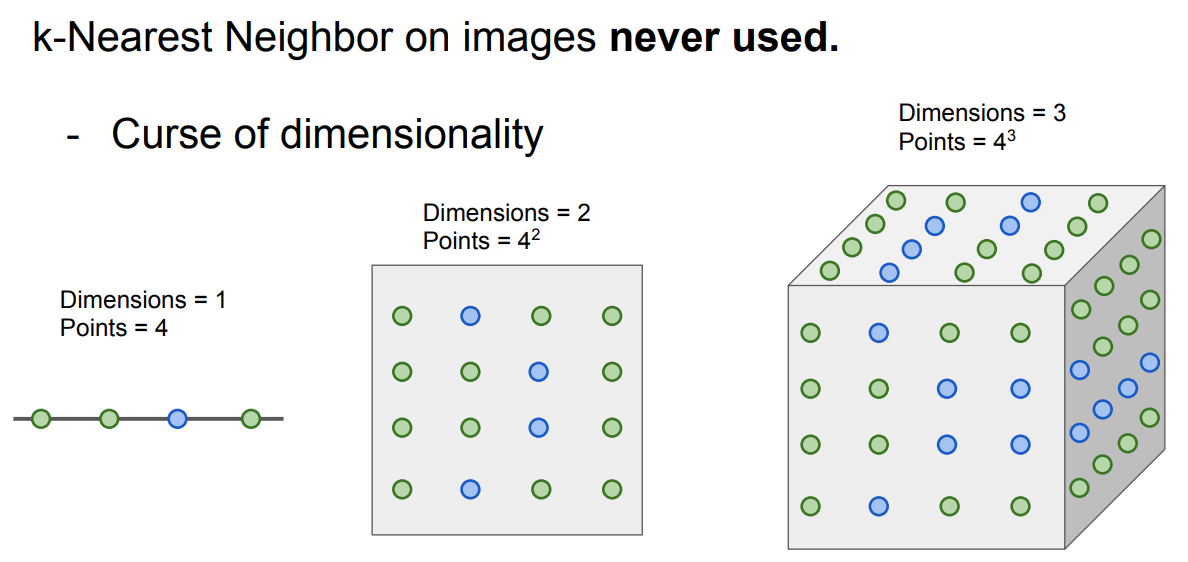 k-Nearest Neighbor on images never used.
- Curse of dimensionality
Dimensions = 1
Points = 4
Dimensions = 2
Points = 4²
Dimensions = 3
Points = 4³